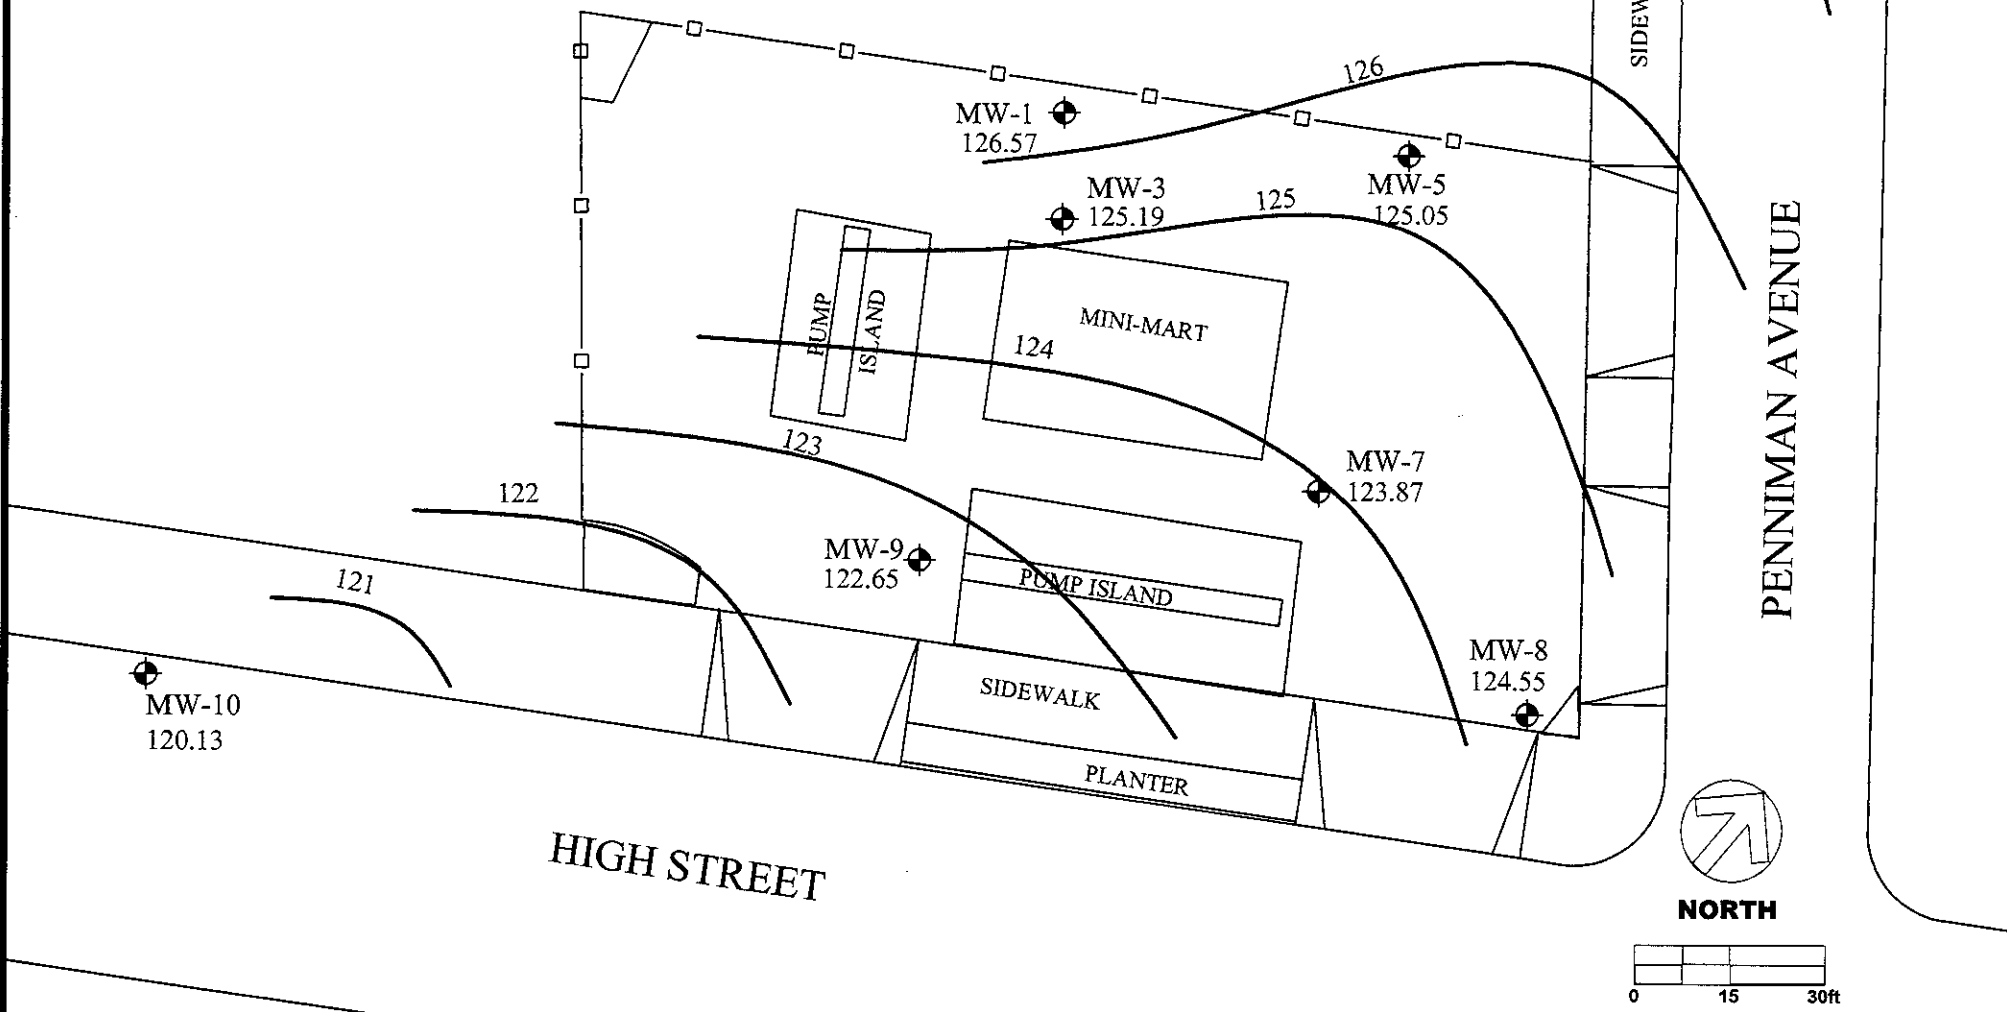 SIDEW
126
MW-1
126.57
MW-3
125.19
125
MW-5
125.05
PUMP
ISLAND
MINI-MART
124
123
122
121
MW-7
123.87
MW-9
122.65
PUMP ISLAND
MW-8
124.55
MW-10
120.13
SIDEWALK
PLANTER
HIGH STREET
PENNIMAN AVENUE
NORTH
0 15 30ft